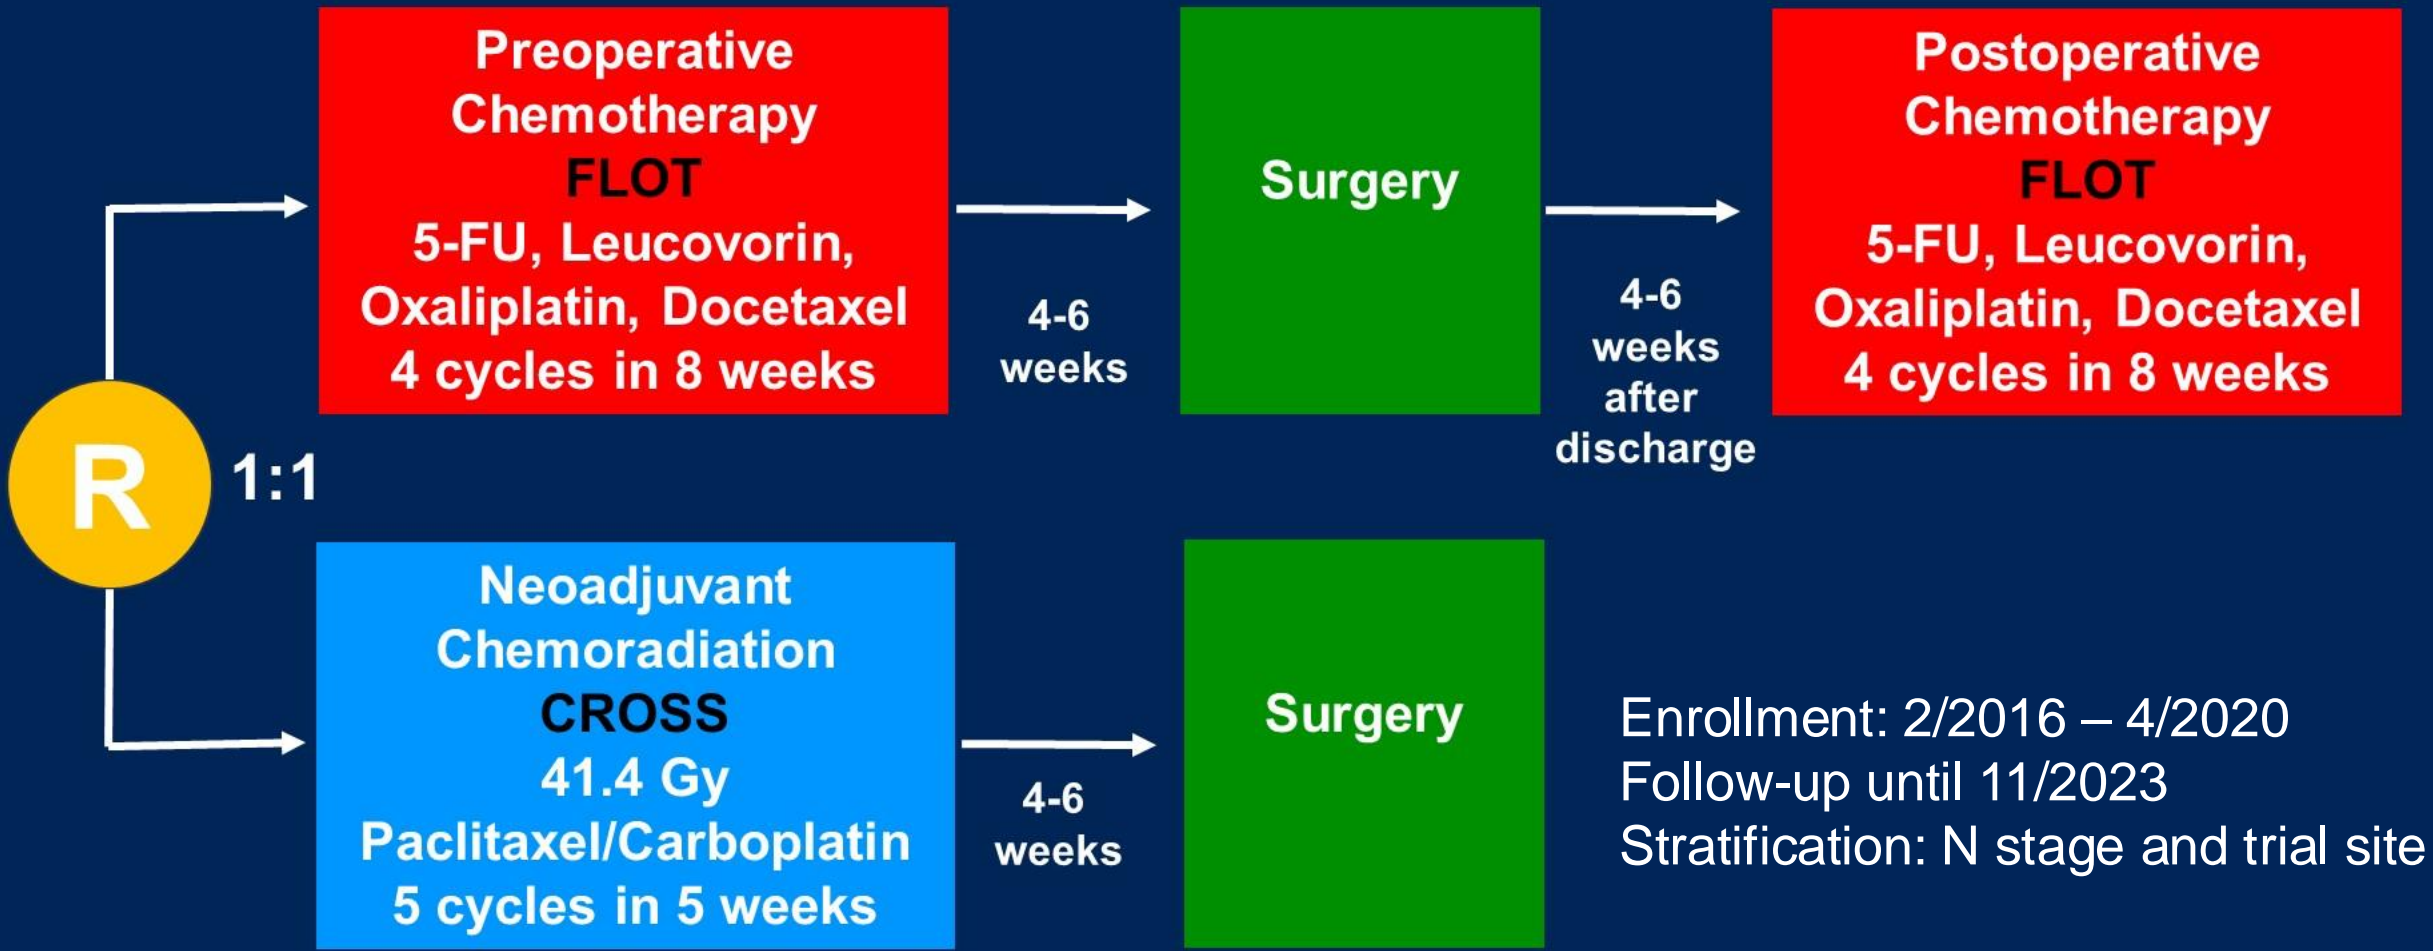 Preoperative
Chemotherapy
FLOT
5-FU, Leucovorin,
Oxaliplatin, Docetaxel
4 cycles in 8 weeks
4-6
weeks
Surgery
4-6
weeks
after
discharge
Postoperative
Chemotherapy
FLOT
5-FU, Leucovorin,
Oxaliplatin, Docetaxel
4 cycles in 8 weeks
R
1:1
Neoadjuvant
Chemoradiation
CROSS
41.4 Gy
Paclitaxel/Carboplatin
5 cycles in 5 weeks
4-6
weeks
Surgery
Enrollment: 2/2016 – 4/2020
Follow-up until 11/2023
Stratification: N stage and trial site